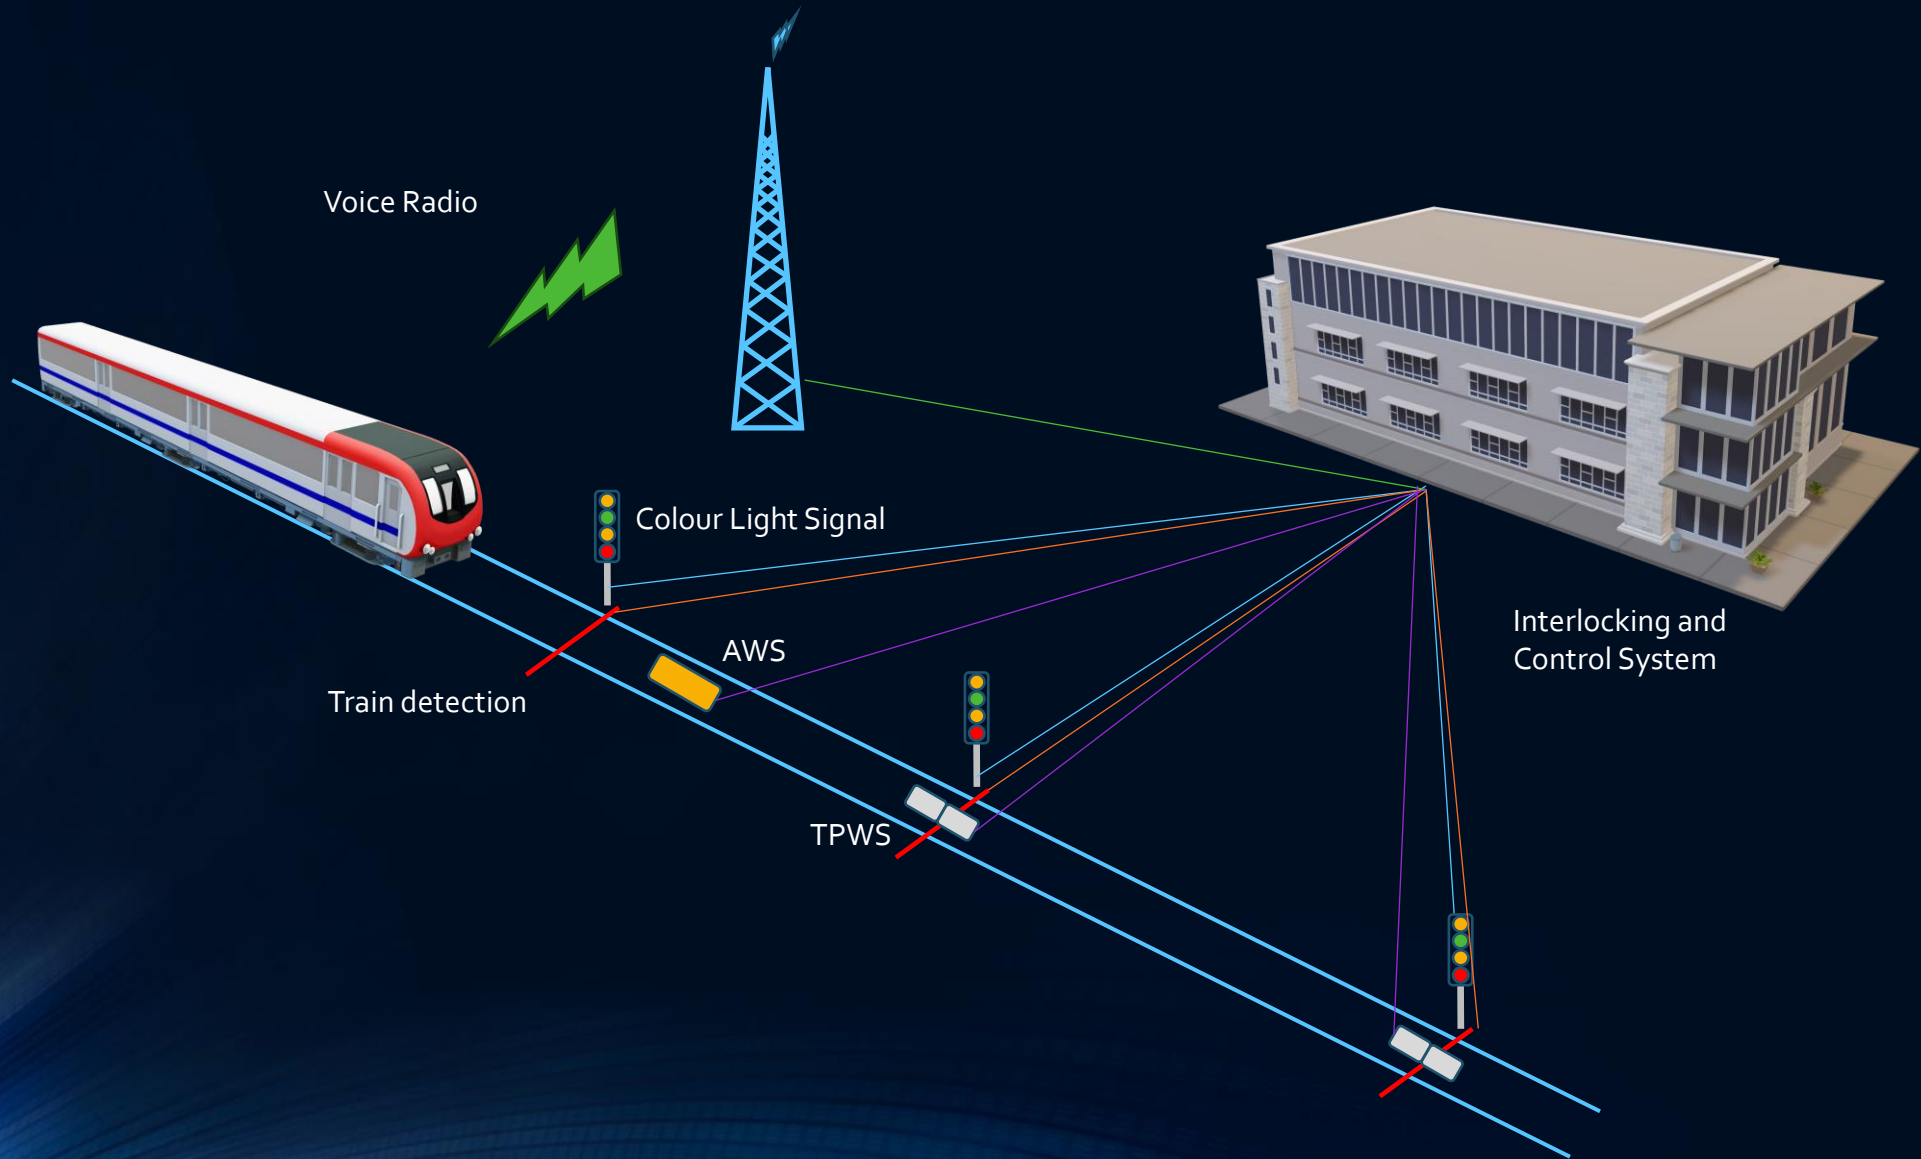 Voice Radio
Colour Light Signal
AWS
Train detection
Interlocking and
Control System
TPWS